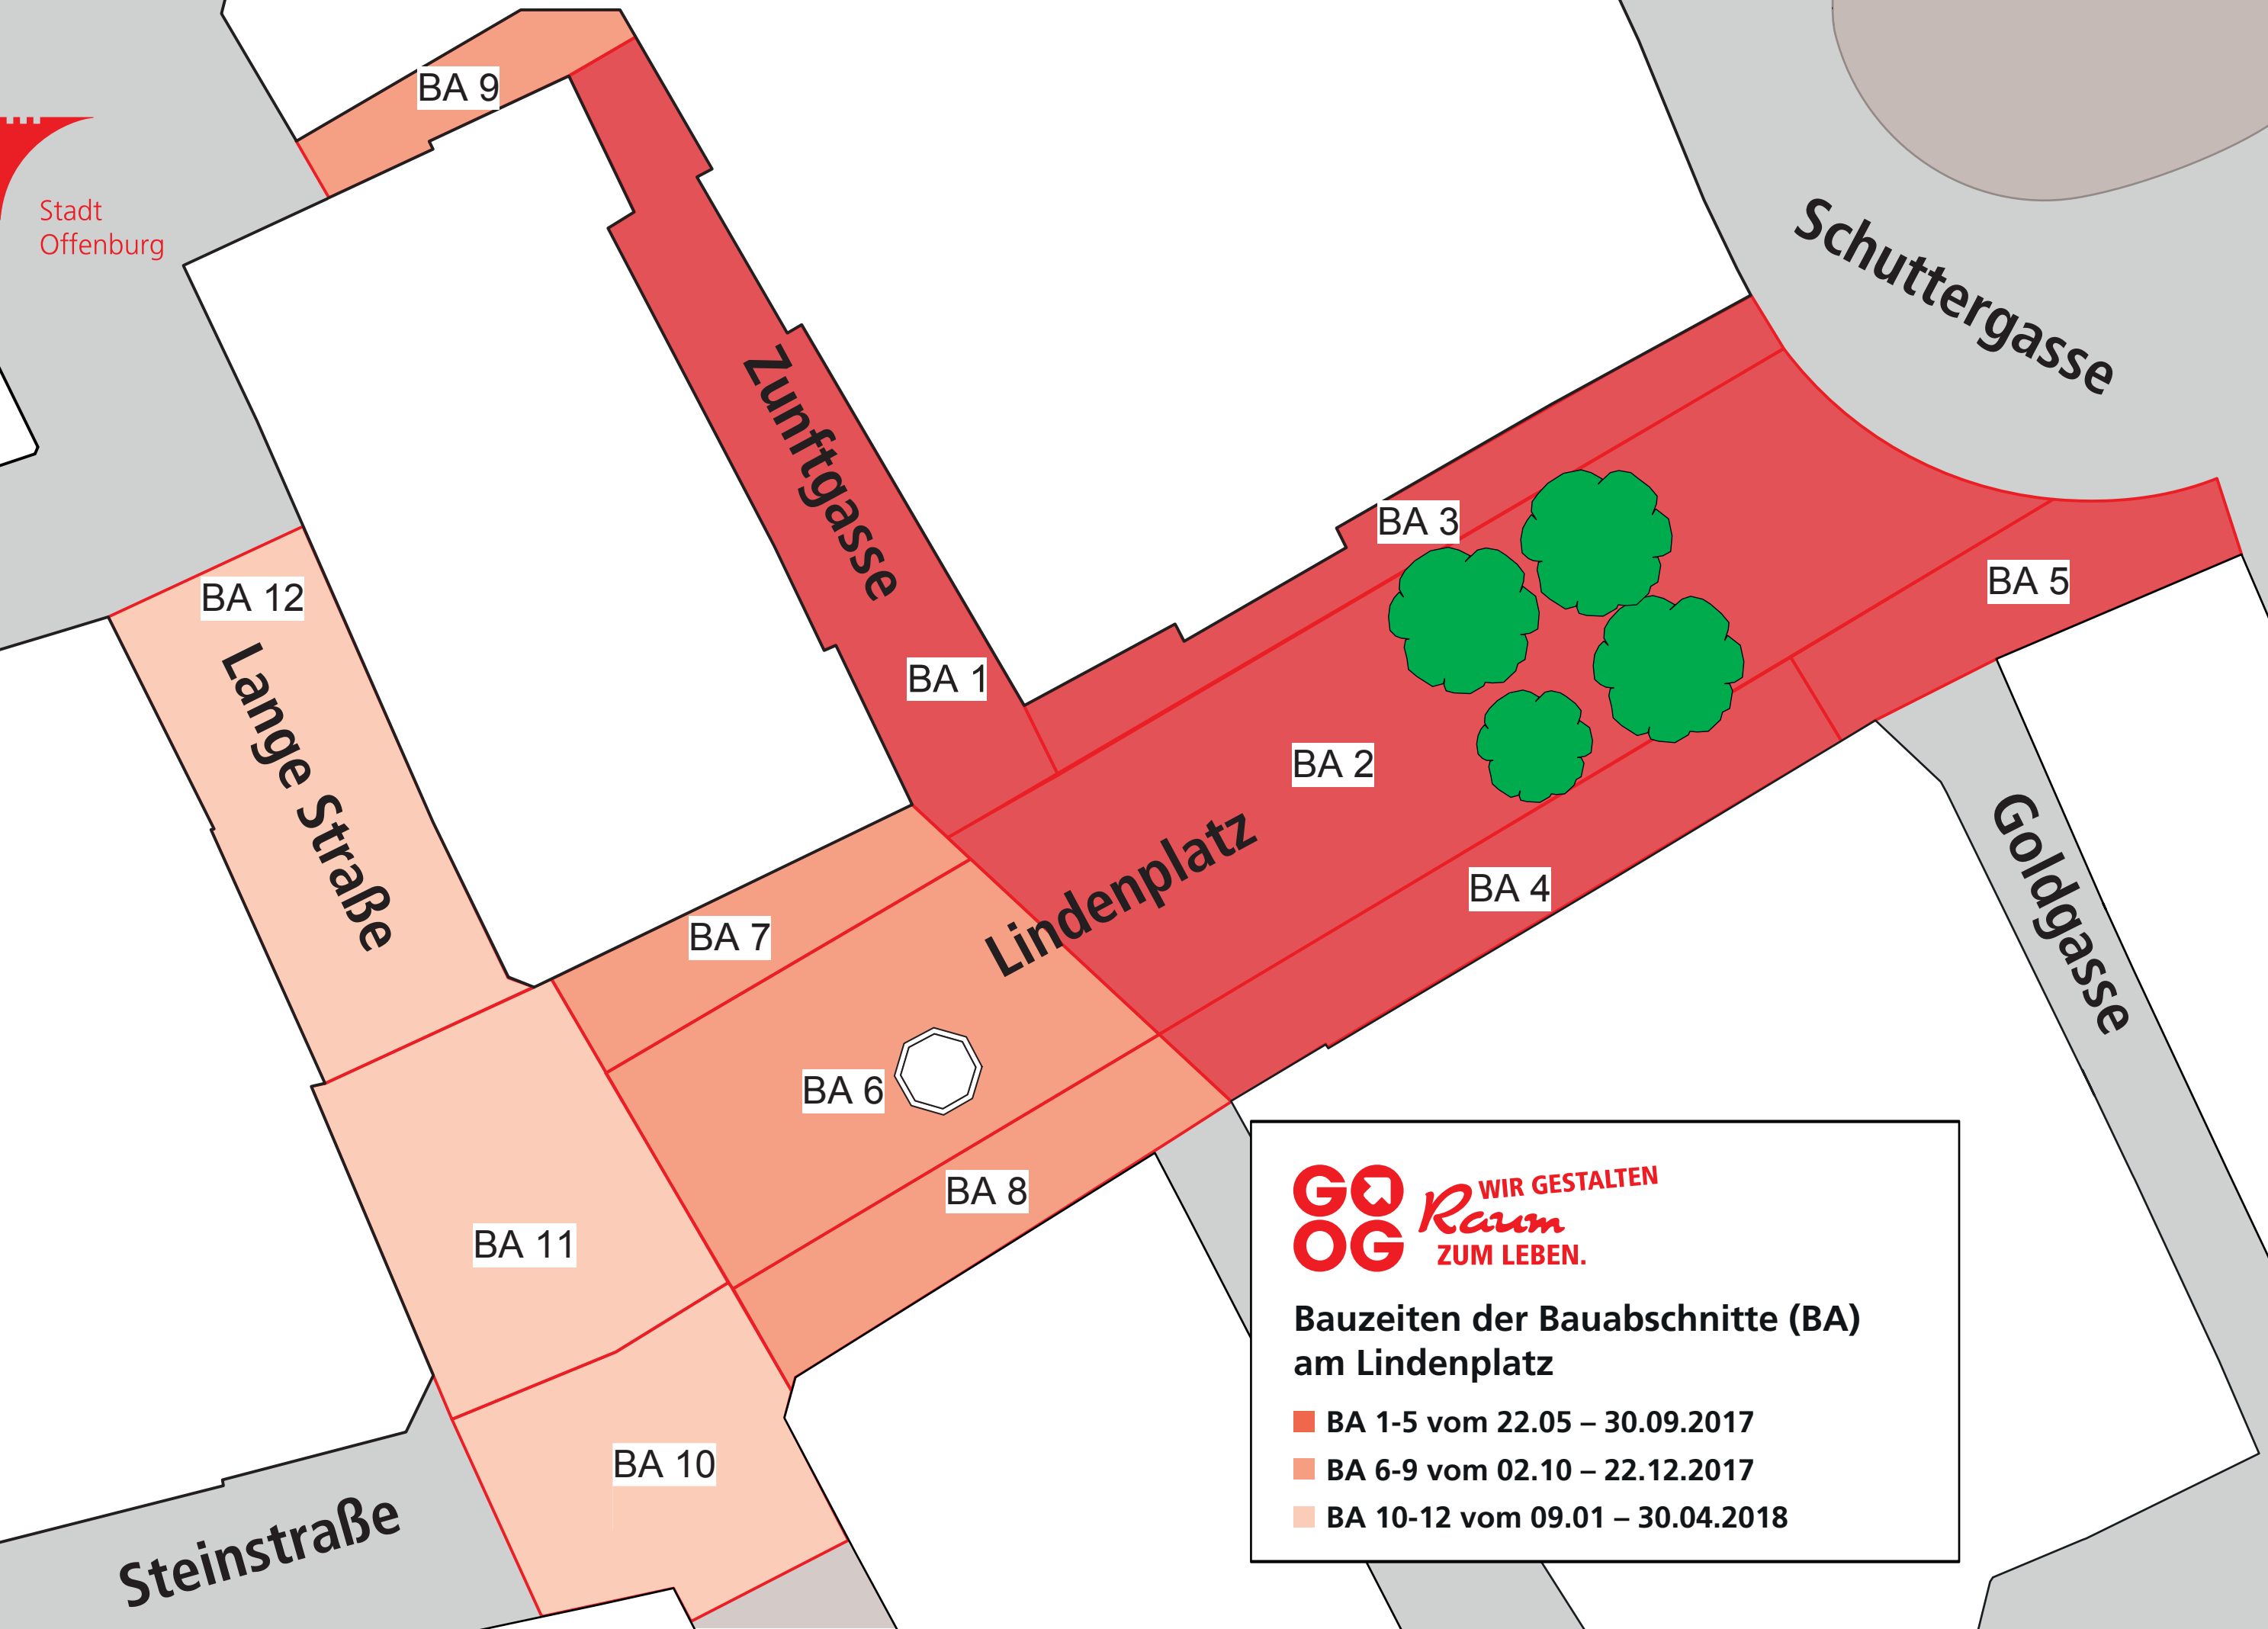 BA 9
Stadt
Offenburg
Schuttergasse
Zunftgasse
BA 3
BA 5
BA 12
BA 1
Lange Straße
BA 2
Lindenplatz
BA 4
Goldgasse
BA 7
BA 6
BA 8
BA 11
BA 10
Steinstraße
GO
OG
WIR GESTALTEN
Raum
ZUM LEBEN.
Bauzeiten der Bauabschnitte (BA)
am Lindenplatz
BA 1-5 vom 22.05 – 30.09.2017
BA 6-9 vom 02.10 – 22.12.2017
BA 10-12 vom 09.01 – 30.04.2018